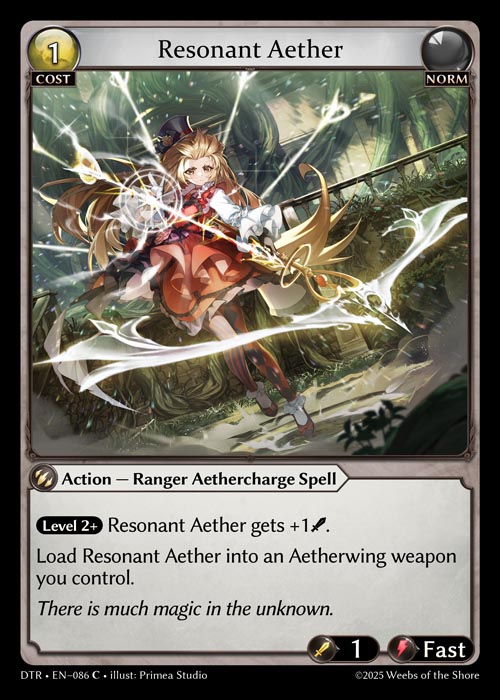 1
Resonant Aether
COST
NORM
Action — Ranger Aethercharge Spell
Level 2+ Resonant Aether gets +1.
Load Resonant Aether into an Aetherwing weapon
you control.
There is much magic in the unknown.
1
Fast
DTR • EN–086 C • illust: Primea Studio
©2025 Weebs of the Shore